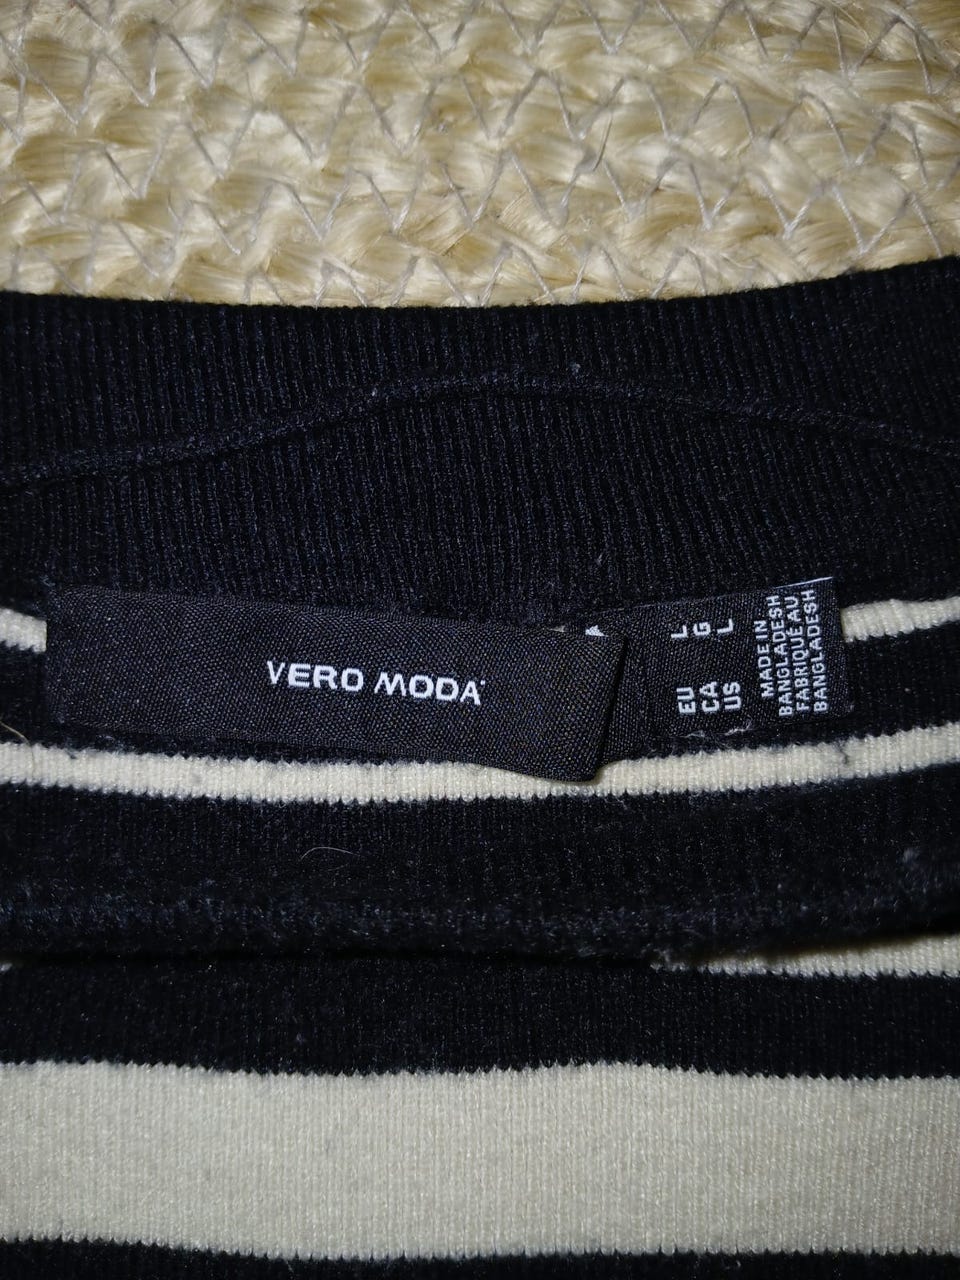 VERO MODA
EU L
CA G
US L
MADE IN
BANGLADESH
FABRIQUÉ AU
BANGLADESH